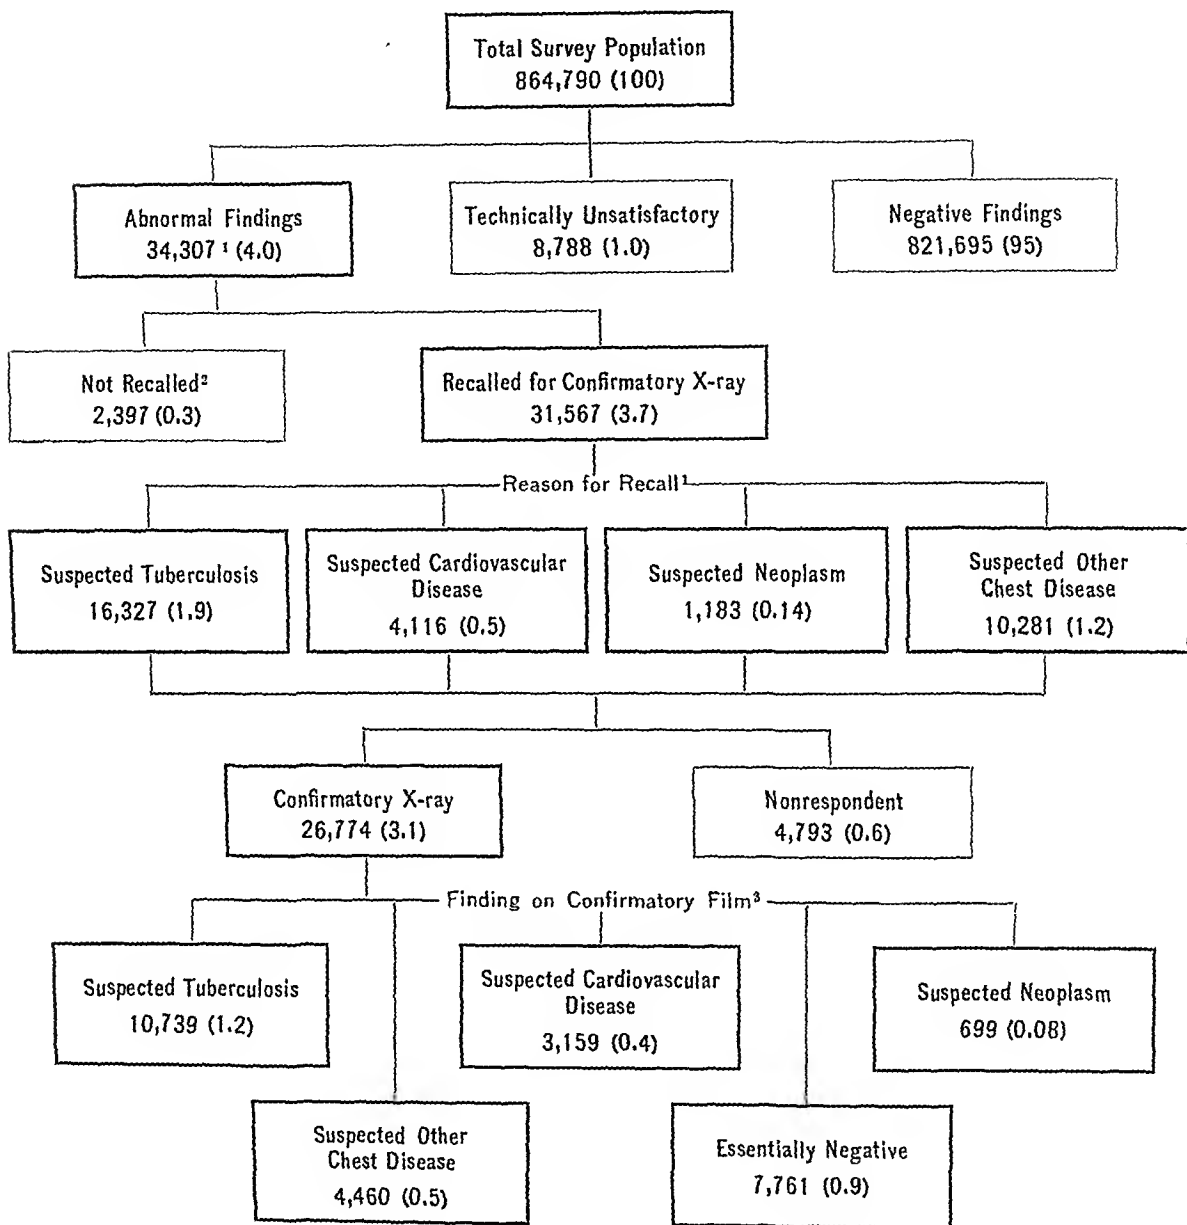 Total Survey Population
864,790 (100)
Abnormal Findings
34,307 ¹ (4.0)
Technically Unsatisfactory
8,788 (1.0)
Negative Findings
821,695 (95)
Not Recalled²
2,397 (0.3)
Recalled for Confirmatory X-ray
31,567 (3.7)
Reason for Recall¹
Suspected Tuberculosis
16,327 (1.9)
Suspected Cardiovascular
Disease
4,116 (0.5)
Suspected Neoplasm
1,183 (0.14)
Suspected Other
Chest Disease
10,281 (1.2)
Confirmatory X-ray
26,774 (3.1)
Nonrespondent
4,793 (0.6)
Finding on Confirmatory Film³
Suspected Tuberculosis
10,739 (1.2)
Suspected Cardiovascular
Disease
3,159 (0.4)
Suspected Neoplasm
699 (0.08)
Suspected Other
Chest Disease
4,460 (0.5)
Essentially Negative
7,761 (0.9)